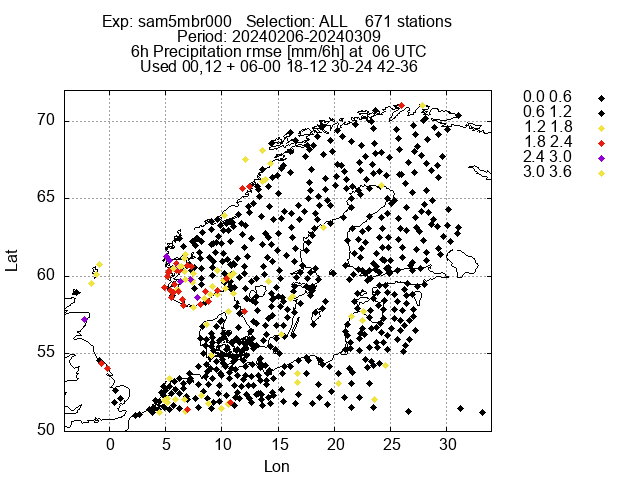 Exp: sam5mbr000 Selection: ALL 671 stations
Period: 20240206-20240309
6h Precipitation rmse [mm/6h] at 06 UTC
Used 00,12 + 06-00 18-12 30-24 42-36
0.0 0.6
0.6 1.2
1.2 1.8
1.8 2.4
2.4 3.0
3.0 3.6
70
65
60
55
50
Lat
0 5 10 15 20 25 30
Lon